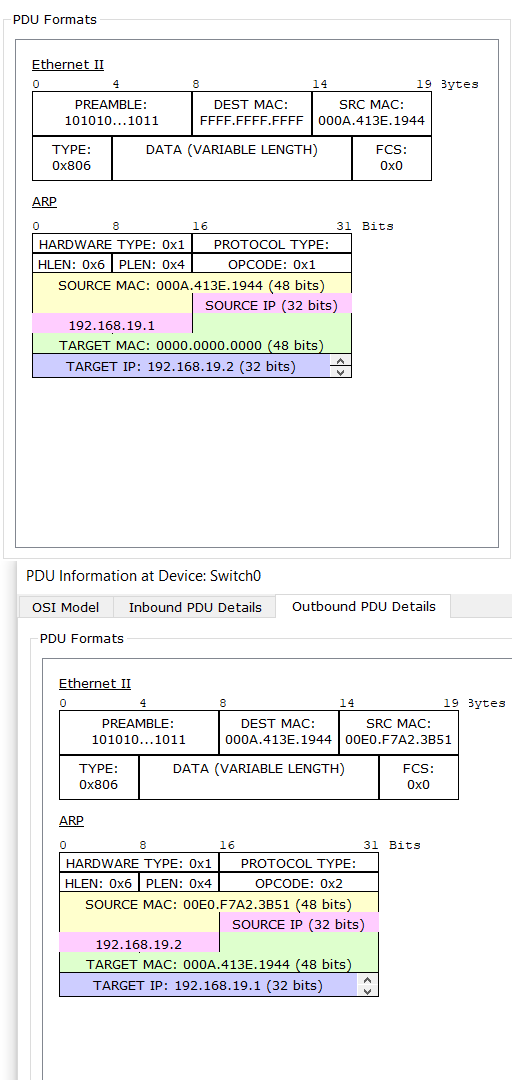 PDU Formats
Ethernet II
0 4 8 14 19 Bytes
PREAMBLE: DEST MAC: SRC MAC:
101010...1011 FFFF.FFFF.FFFF 000A.413E.1944
TYPE: DATA (VARIABLE LENGTH) FCS:
0x806 0x0
ARP
0 8 16 31 Bits
HARDWARE TYPE: 0x1 PROTOCOL TYPE:
HLEN: 0x6 PLEN: 0x4 OPCODE: 0x1
SOURCE MAC: 000A.413E.1944 (48 bits)
SOURCE IP (32 bits)
192.168.19.1
TARGET MAC: 0000.0000.0000 (48 bits)
TARGET IP: 192.168.19.2 (32 bits)
PDU Information at Device: Switch0
OSI Model Inbound PDU Details Outbound PDU Details
PDU Formats
Ethernet II
0 4 8 14 19 Bytes
PREAMBLE: DEST MAC: SRC MAC:
101010...1011 000A.413E.1944 00E0.F7A2.3B51
TYPE: DATA (VARIABLE LENGTH) FCS:
0x806 0x0
ARP
0 8 16 31 Bits
HARDWARE TYPE: 0x1 PROTOCOL TYPE:
HLEN: 0x6 PLEN: 0x4 OPCODE: 0x2
SOURCE MAC: 00E0.F7A2.3B51 (48 bits)
SOURCE IP (32 bits)
192.168.19.2
TARGET MAC: 000A.413E.1944 (48 bits)
TARGET IP: 192.168.19.1 (32 bits)